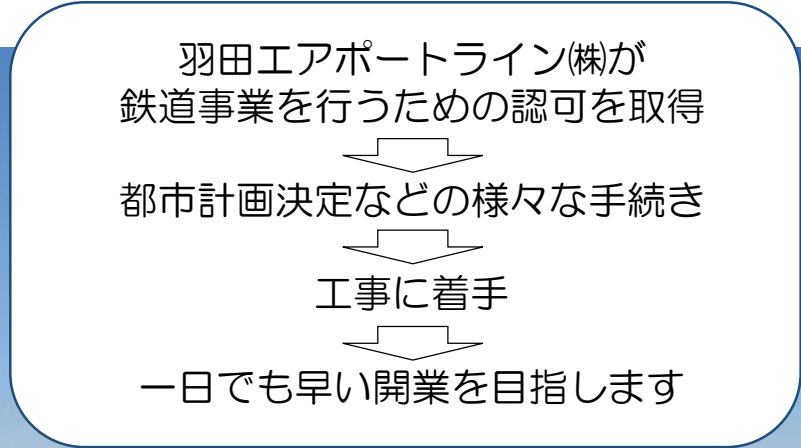 羽田エアポートライン㈱が
鉄道事業を行うための認可を取得
都市計画決定などの様々な手続き
工事に着手
一日でも早い開業を目指します